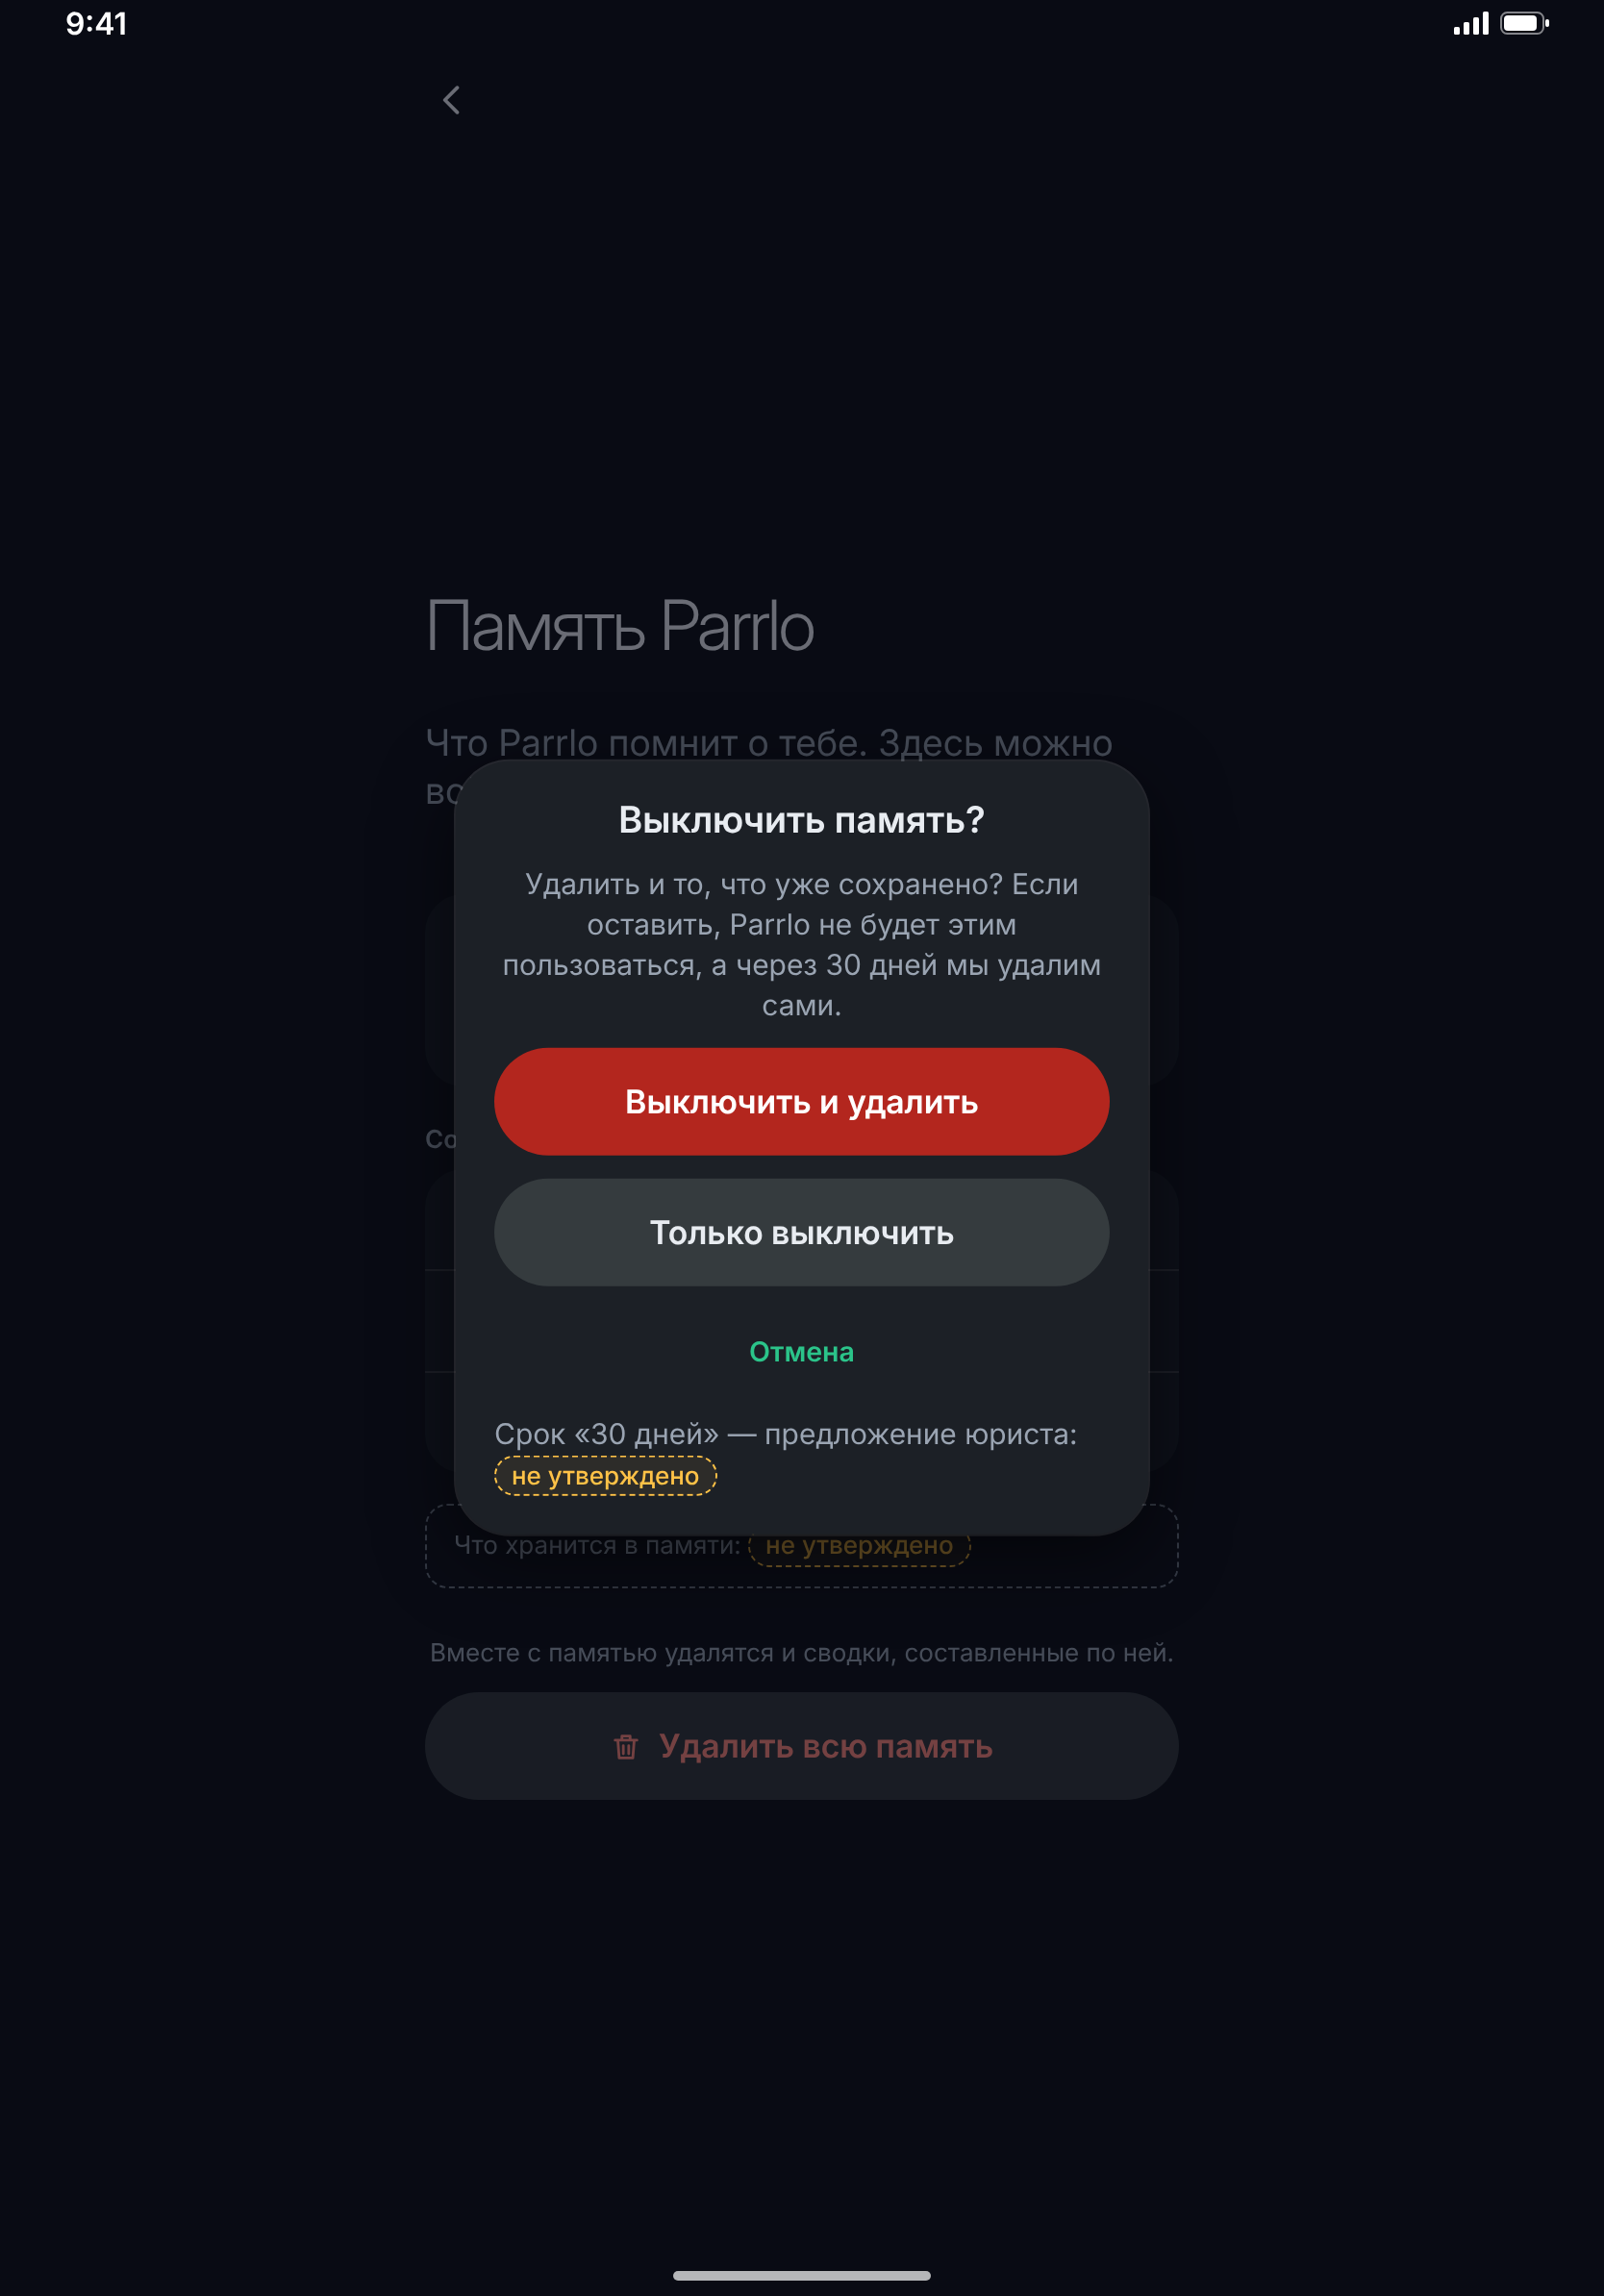 9:41
Память Parrlo
Что Parrlo помнит о тебе. Здесь можно
Выключить память?
Удалить и то, что уже сохранено? Если
оставить, Parrlo не будет этим
пользоваться, а через 30 дней мы удалим
сами.
Выключить и удалить
Только выключить
Отмена
Срок «30 дней» — предложение юриста:
не утверждено
Что хранится в памяти: не утверждено
Вместе с памятью удалятся и сводки, составленные по ней.
Удалить всю память